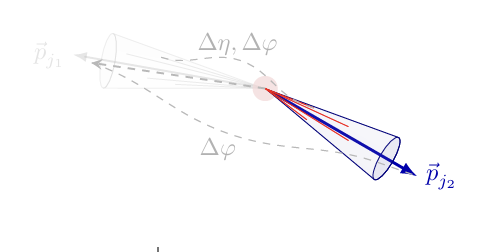 $\Delta\eta, \Delta\varphi$
$\vec{p}_{j_1}$
$\Delta\varphi$
$\vec{p}_{j_2}$